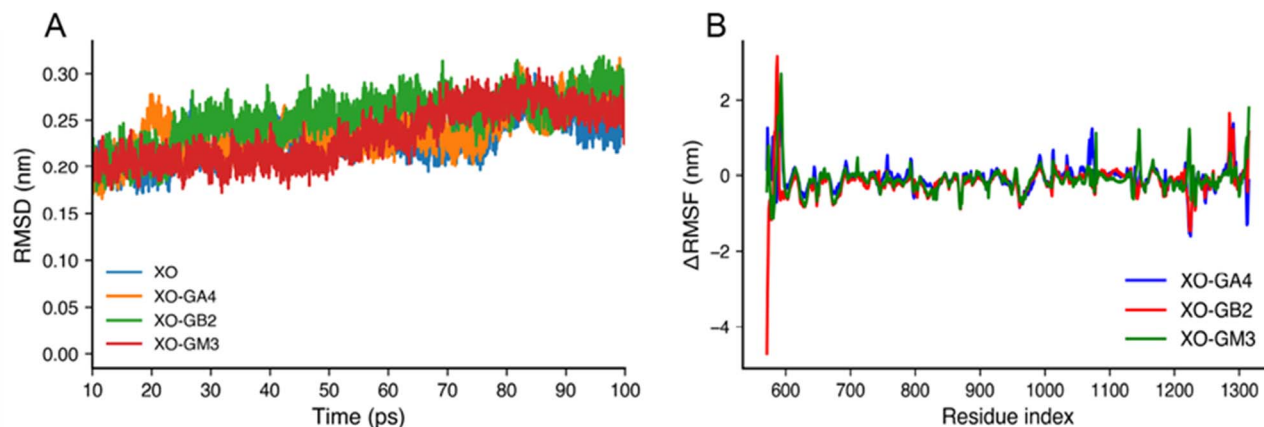 A
RMSD (nm)
0.30
0.25
0.20
0.15
0.10
0.05
0.00
XO
XO-GA4
XO-GB2
XO-GM3
10 20 30 40 50 60 70 80 90 100
Time (ps)
B
ΔRMSF (nm)
2
0
−2
−4
XO-GA4
XO-GB2
XO-GM3
600 700 800 900 1000 1100 1200 1300
Residue index